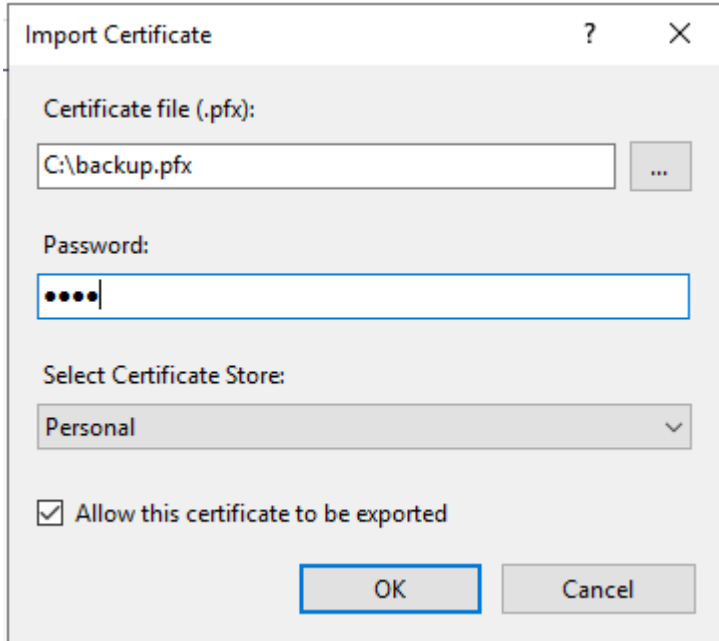 Import Certificate
?
Certificate file (.pfx):
C:\backup.pfx
...
Password:
••••
Select Certificate Store:
Personal
Allow this certificate to be exported
OK
Cancel